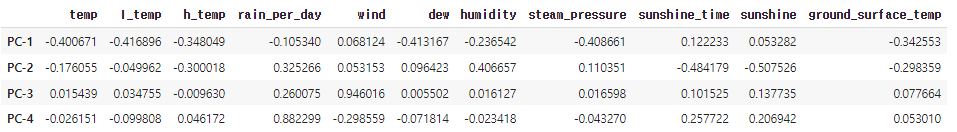 temp l_temp h_temp rain_per_day wind dew humidity steam_pressure sunshine_time sunshine ground_surface_temp
PC-1 -0.400671 -0.416896 -0.348049 -0.105340 0.068124 -0.413167 -0.236542 -0.408661 0.122233 0.053282 -0.342553
PC-2 -0.176055 -0.049962 -0.300018 0.325266 0.053153 0.096423 0.406657 0.110351 -0.484179 -0.507526 -0.298359
PC-3 0.015439 0.034755 -0.009630 0.260075 0.946016 0.005502 0.016127 0.016598 0.101525 0.137735 0.077664
PC-4 -0.026151 -0.099808 0.046172 0.882299 -0.298559 -0.071814 -0.023418 -0.043270 0.257722 0.206942 0.053010